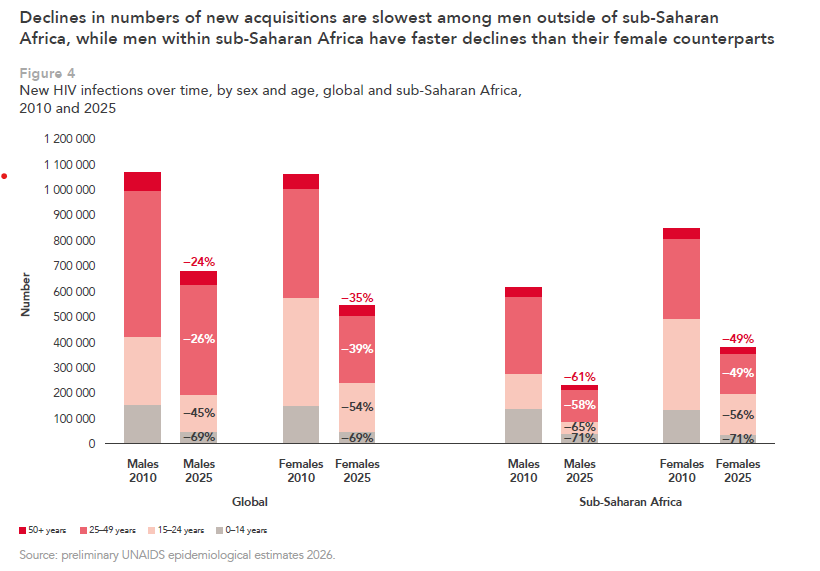 Declines in numbers of new acquisitions are slowest among men outside of sub-Saharan
Africa, while men within sub-Saharan Africa have faster declines than their female counterparts
Figure 4
New HIV infections over time, by sex and age, global and sub-Saharan Africa,
2010 and 2025
Number
1 200 000
1 100 000
1 000 000
900 000
800 000
700 000
600 000
500 000
400 000
300 000
200 000
100 000
0
–24%
–26%
–45%
–69%
–35%
–39%
–54%
–69%
–61%
–58%
–65%
–71%
–49%
–49%
–56%
–71%
Males
2010
Males
2025
Females
2010
Females
2025
Males
2010
Males
2025
Females
2010
Females
2025
Global
Sub-Saharan Africa
50+ years 25–49 years 15–24 years 0–14 years
Source: preliminary UNAIDS epidemiological estimates 2026.